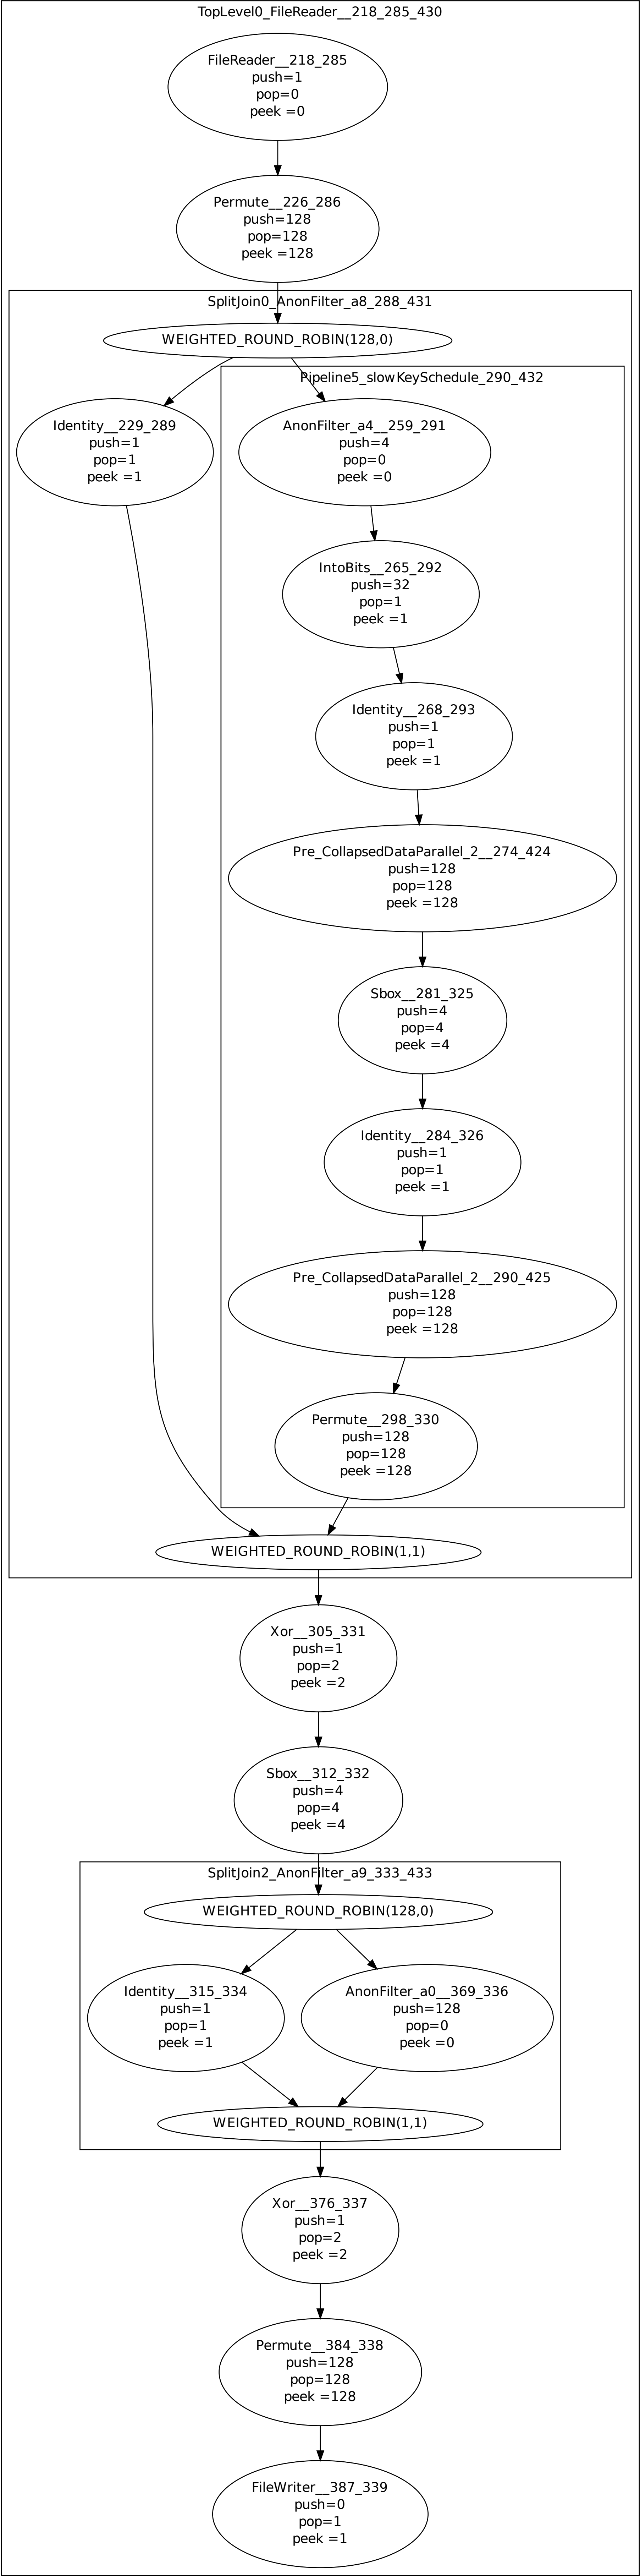 TopLevel0_FileReader__218_285_430
FileReader__218_285
push=1
pop=0
peek =0
Permute__226_286
push=128
pop=128
peek =128
SplitJoin0_AnonFilter_a8_288_431
WEIGHTED_ROUND_ROBIN(128,0)
Pipeline5_slowKeySchedule_290_432
Identity__229_289
push=1
pop=1
peek =1
AnonFilter_a4__259_291
push=4
pop=0
peek =0
IntoBits__265_292
push=32
pop=1
peek =1
Identity__268_293
push=1
pop=1
peek =1
Pre_CollapsedDataParallel_2__274_424
push=128
pop=128
peek =128
Sbox__281_325
push=4
pop=4
peek =4
Identity__284_326
push=1
pop=1
peek =1
Pre_CollapsedDataParallel_2__290_425
push=128
pop=128
peek =128
Permute__298_330
push=128
pop=128
peek =128
WEIGHTED_ROUND_ROBIN(1,1)
Xor__305_331
push=1
pop=2
peek =2
Sbox__312_332
push=4
pop=4
peek =4
SplitJoin2_AnonFilter_a9_333_433
WEIGHTED_ROUND_ROBIN(128,0)
Identity__315_334
push=1
pop=1
peek =1
AnonFilter_a0__369_336
push=128
pop=0
peek =0
WEIGHTED_ROUND_ROBIN(1,1)
Xor__376_337
push=1
pop=2
peek =2
Permute__384_338
push=128
pop=128
peek =128
FileWriter__387_339
push=0
pop=1
peek =1